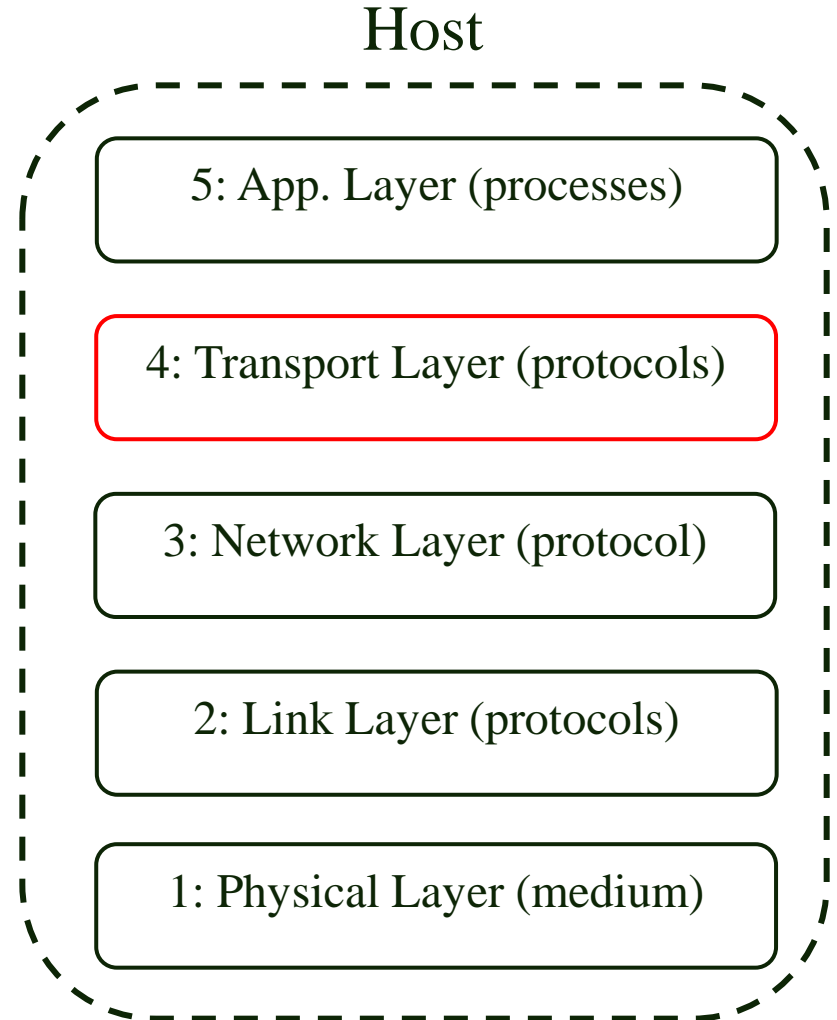 Host
5: App. Layer (processes)
4: Transport Layer (protocols)
3: Network Layer (protocol)
2: Link Layer (protocols)
1: Physical Layer (medium)